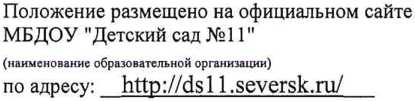 Положение размещено на официальном сайте
МБДОУ "Детский сад №11"
(наименование образовательной организации)
по адресу: http://ds11.seversk.ru/